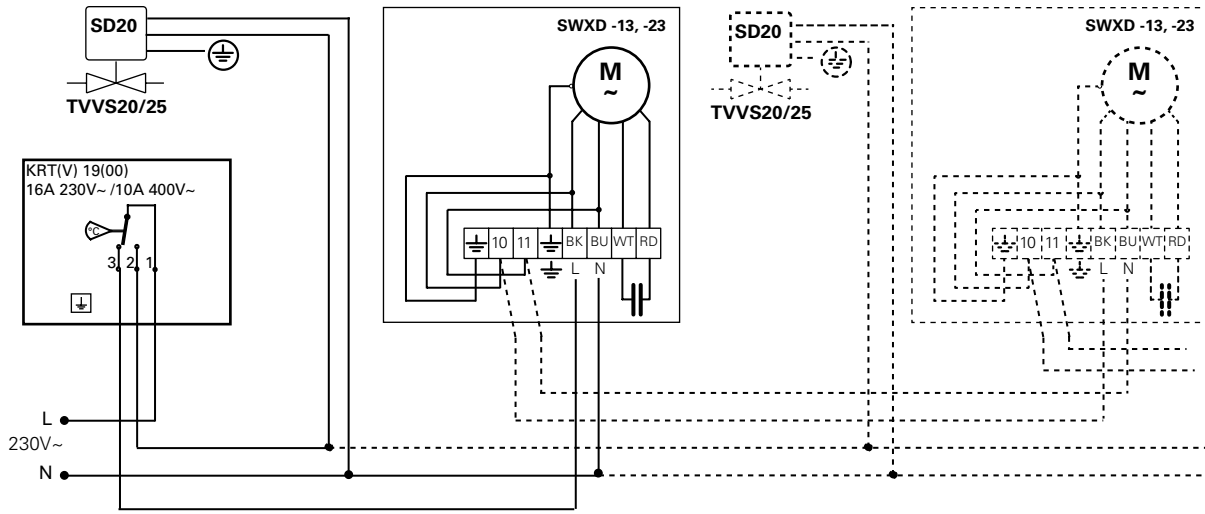 SD20
TVVS20/25
SWXD -13, -23
M
~
SD20
TVVS20/25
SWXD -13, -23
M
~
KRT(V) 19(00)
16A 230V~ /10A 400V~
°C
3 2 1
10 11 BK BU WT RD
L N
10 11 BK BU WT RD
L N
L
230V~
N